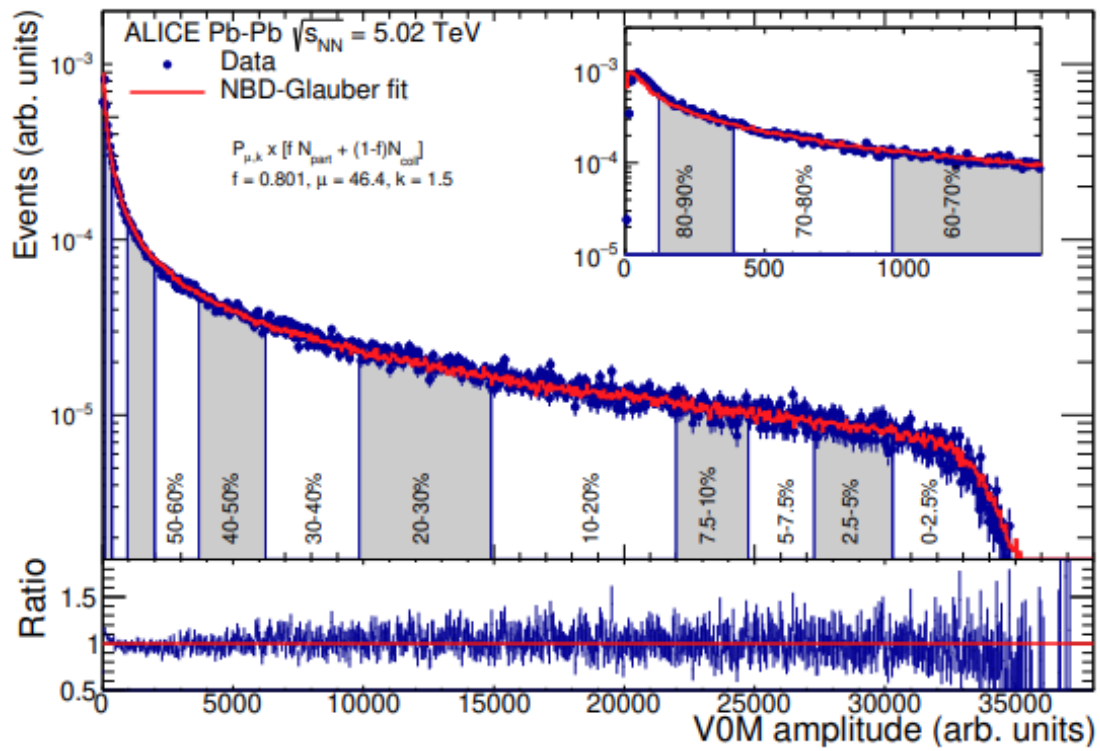 ALICE Pb-Pb √s_NN = 5.02 TeV
Data
NBD-Glauber fit
P_μ,k x [f N_part + (1-f)N_coll]
f = 0.801, μ = 46.4, k = 1.5
Events (arb. units)
10⁻³
10⁻⁴
10⁻⁵
10⁻³
10⁻⁴
10⁻⁵
80-90%
70-80%
60-70%
0 500 1000
50-60%
40-50%
30-40%
20-30%
10-20%
7.5-10%
5-7.5%
2.5-5%
0-2.5%
Ratio
1.5
1
0.5
0 5000 10000 15000 20000 25000 30000 35000
V0M amplitude (arb. units)